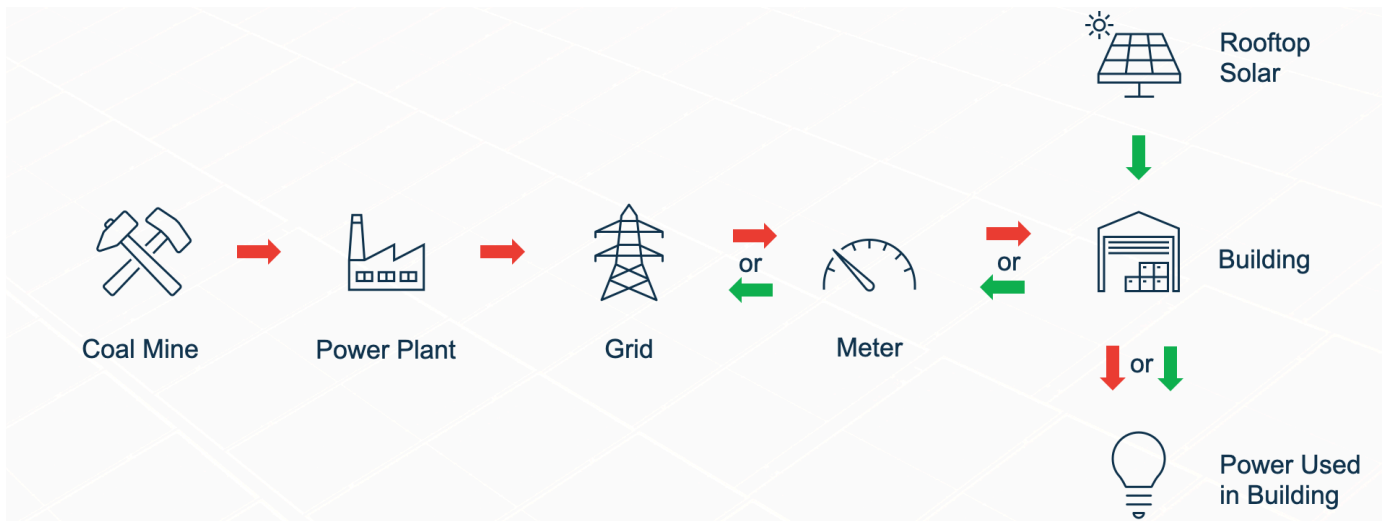 Rooftop
Solar
or
or
Building
Coal Mine
Power Plant
Grid
Meter
or
Power Used
in Building